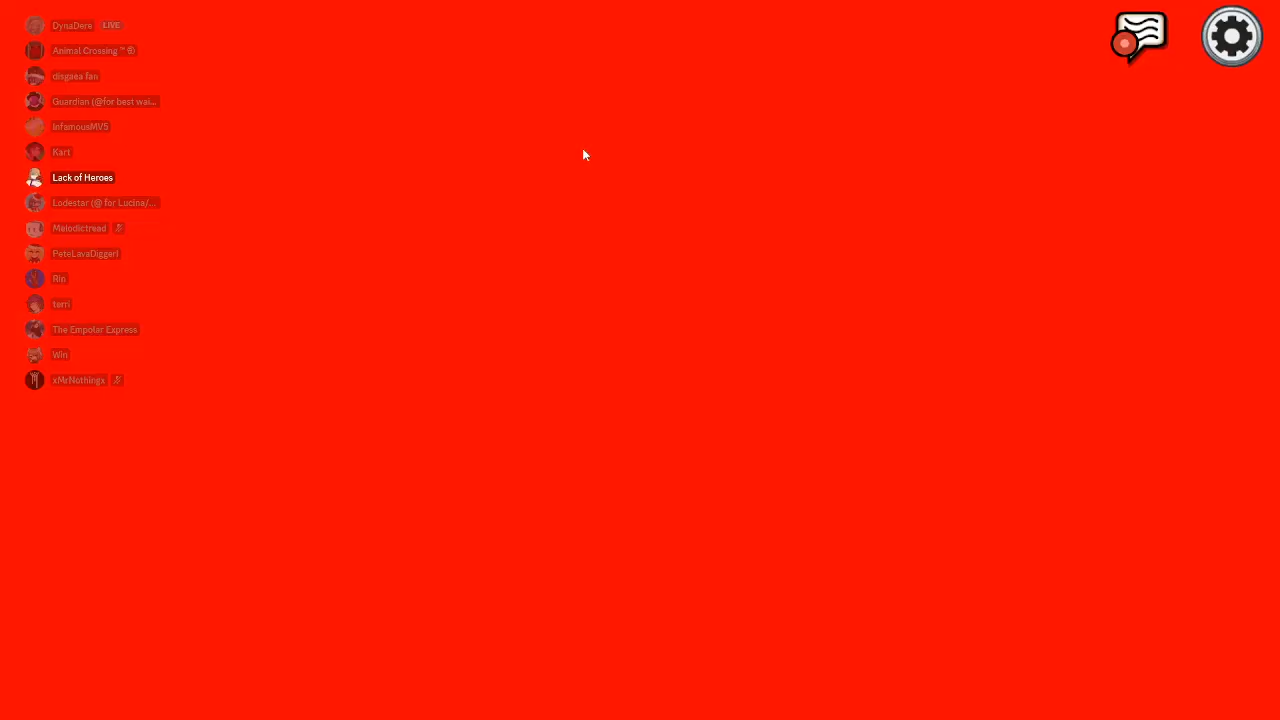 DynaDere LIVE
Animal Crossing™
disgaea fan
Guardian (@for best wai...
InfamousMV5
Kart
Lack of Heroes
Lodestar (@ for Lucina/...
Melodictread
PeteLavaDigger1
Rin
terri
The Empolar Express
Win
xMrNothingx